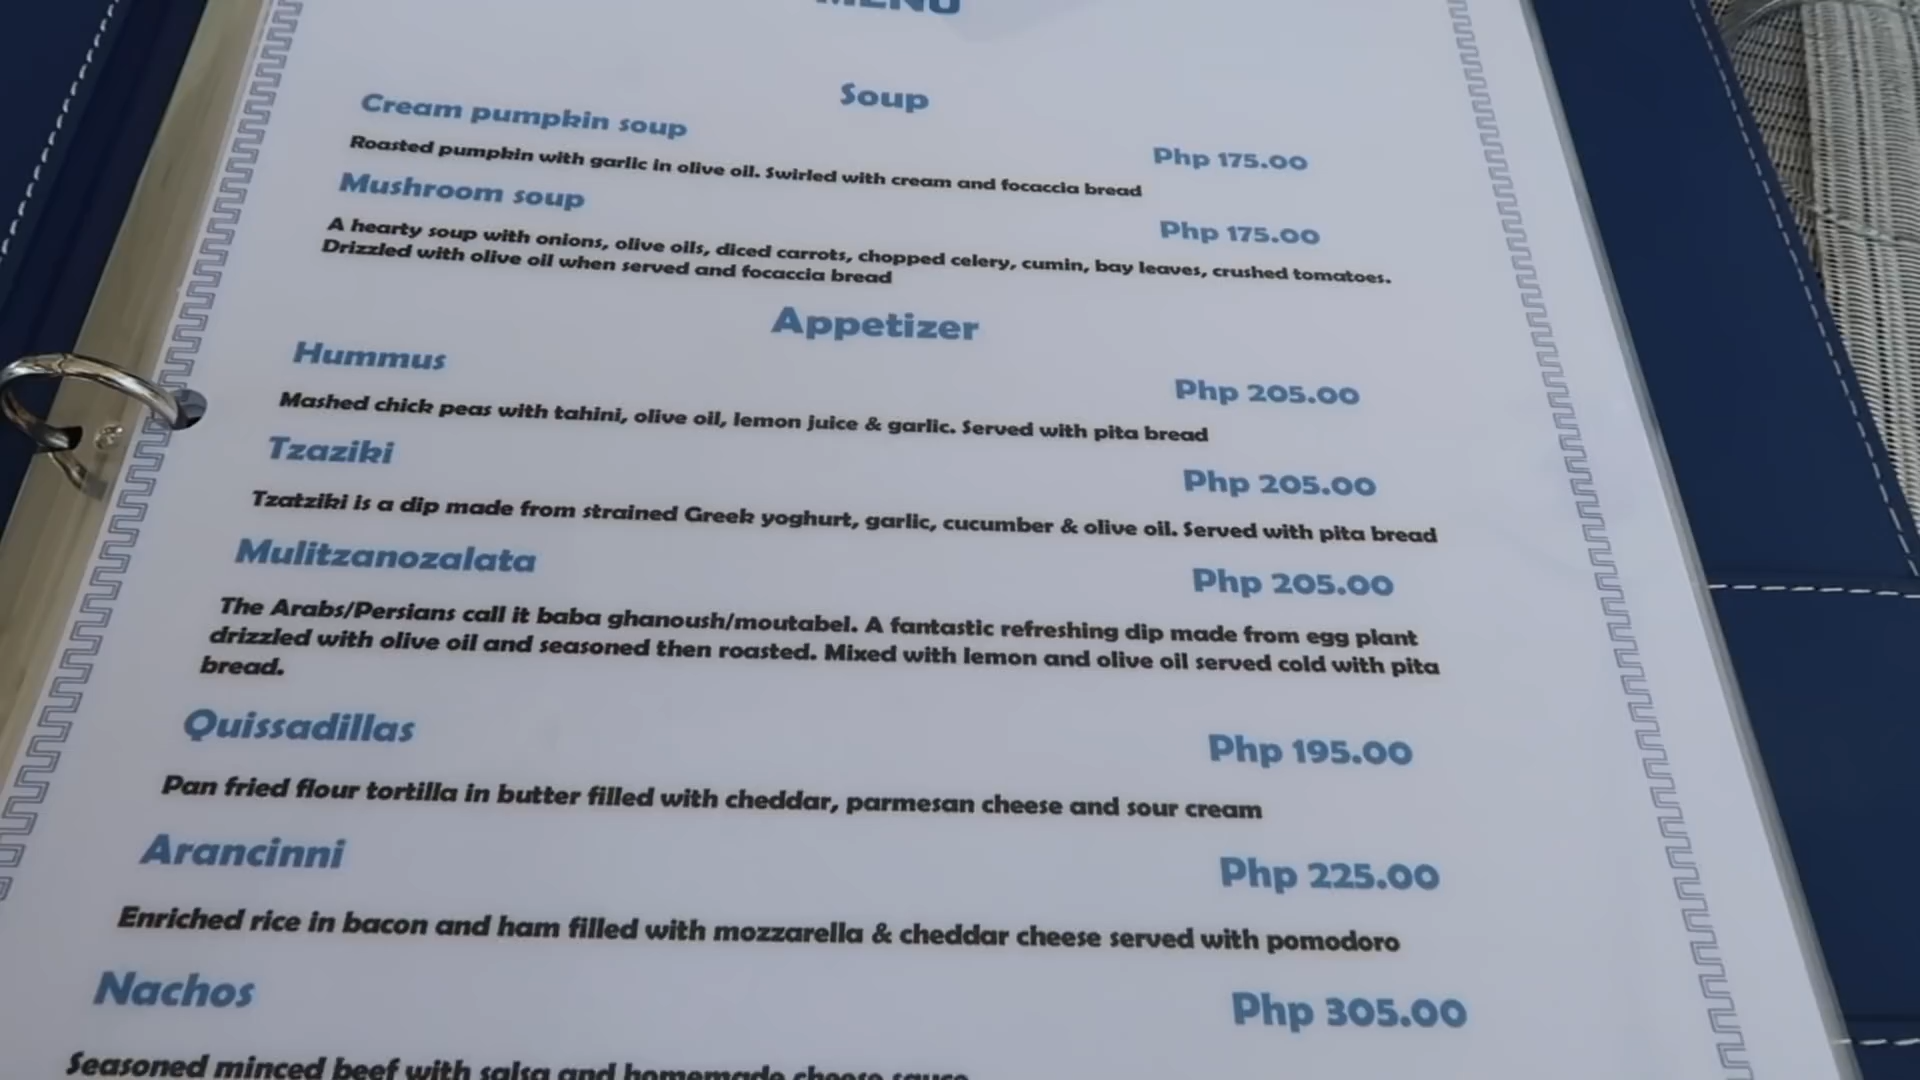 MENU
Soup
Cream pumpkin soup
Php 175.00
Roasted pumpkin with garlic in olive oil. Swirled with cream and focaccia bread
Mushroom soup
Php 175.00
A hearty soup with onions, olive oils, diced carrots, chopped celery, cumin, bay leaves, crushed tomatoes.
Drizzled with olive oil when served and focaccia bread
Appetizer
Hummus
Php 205.00
Mashed chick peas with tahini, olive oil, lemon juice & garlic. Served with pita bread
Tzaziki
Php 205.00
Tzatziki is a dip made from strained Greek yoghurt, garlic, cucumber & olive oil. Served with pita bread
Mulitzanozalata
Php 205.00
The Arabs/Persians call it baba ghanoush/moutabel. A fantastic refreshing dip made from egg plant
drizzled with olive oil and seasoned then roasted. Mixed with lemon and olive oil served cold with pita
bread.
Quissadillas
Php 195.00
Pan fried flour tortilla in butter filled with cheddar, parmesan cheese and sour cream
Arancinni
Php 225.00
Enriched rice in bacon and ham filled with mozzarella & cheddar cheese served with pomodoro
Nachos
Php 305.00
Seasoned minced beef with salsa and homemade cheese sauce